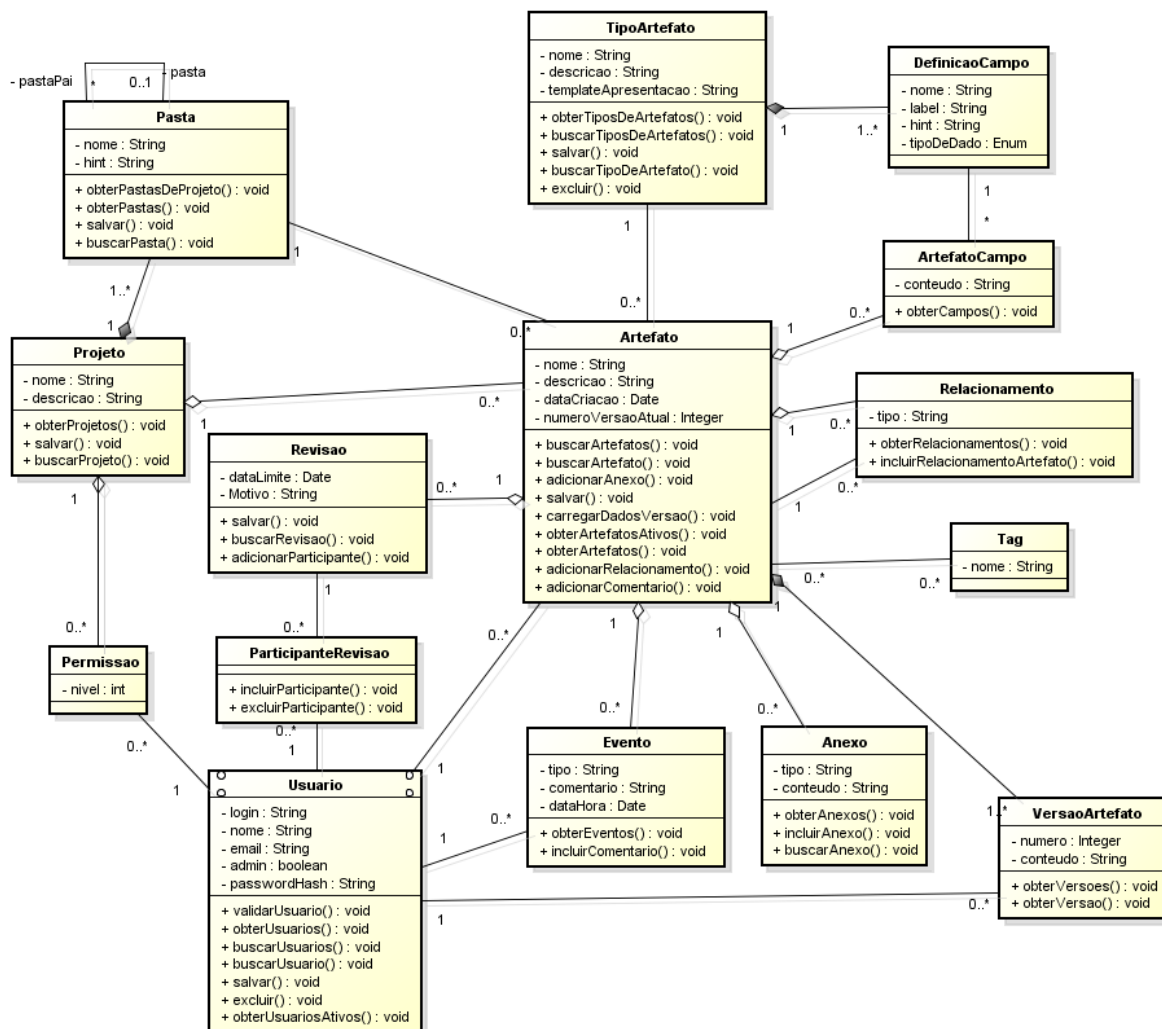 TipoArtefato
- nome : String
- descricao : String
- templateApresentacao : String
+ obterTiposDeArtefatos() : void
+ buscarTiposDeArtefatos() : void
+ salvar() : void
+ buscarTipoDeArtefato() : void
+ excluir() : void
1
1..*
1
0..*
DefinicaoCampo
- nome : String
- label : String
- hint : String
- tipoDeDado : Enum
1
*
- pastaPai
*
0..1
- pasta
Pasta
- nome : String
- hint : String
+ obterPastasDeProjeto() : void
+ obterPastas() : void
+ salvar() : void
+ buscarPasta() : void
1
0..*
1..*
1
ArtefatoCampo
- conteudo : String
+ obterCampos() : void
1
0..*
Projeto
- nome : String
- descricao : String
+ obterProjetos() : void
+ salvar() : void
+ buscarProjeto() : void
1
0..*
1
0..*
Artefato
- nome : String
- descricao : String
- dataCriacao : Date
- numeroVersaoAtual : Integer
+ buscarArtefatos() : void
+ buscarArtefato() : void
+ adicionarAnexo() : void
+ salvar() : void
+ carregarDadosVersao() : void
+ obterArtefatosAtivos() : void
+ obterArtefatos() : void
+ adicionarRelacionamento() : void
+ adicionarComentario() : void
Relacionamento
- tipo : String
+ obterRelacionamentos() : void
+ incluirRelacionamentoArtefato() : void
1
0..*
1
0..*
Revisao
- dataLimite : Date
- Motivo : String
+ salvar() : void
+ buscarRevisao() : void
+ adicionarParticipante() : void
0..*
1
1
0..*
Tag
- nome : String
0..*
0..*
Permissao
- nivel : int
0..*
1
ParticipanteRevisao
+ incluirParticipante() : void
+ excluirParticipante() : void
0..*
1
0..*
1
1
0..*
1
0..*
1
1..*
Usuario
- login : String
- nome : String
- email : String
- admin : boolean
- passwordHash : String
+ validarUsuario() : void
+ obterUsuarios() : void
+ buscarUsuarios() : void
+ buscarUsuario() : void
+ salvar() : void
+ excluir() : void
+ obterUsuariosAtivos() : void
1
0..*
1
0..*
Evento
- tipo : String
- comentario : String
- dataHora : Date
+ obterEventos() : void
+ incluirComentario() : void
Anexo
- tipo : String
- conteudo : String
+ obterAnexos() : void
+ incluirAnexo() : void
+ buscarAnexo() : void
VersaoArtefato
- numero : Integer
- conteudo : String
+ obterVersoes() : void
+ obterVersao() : void